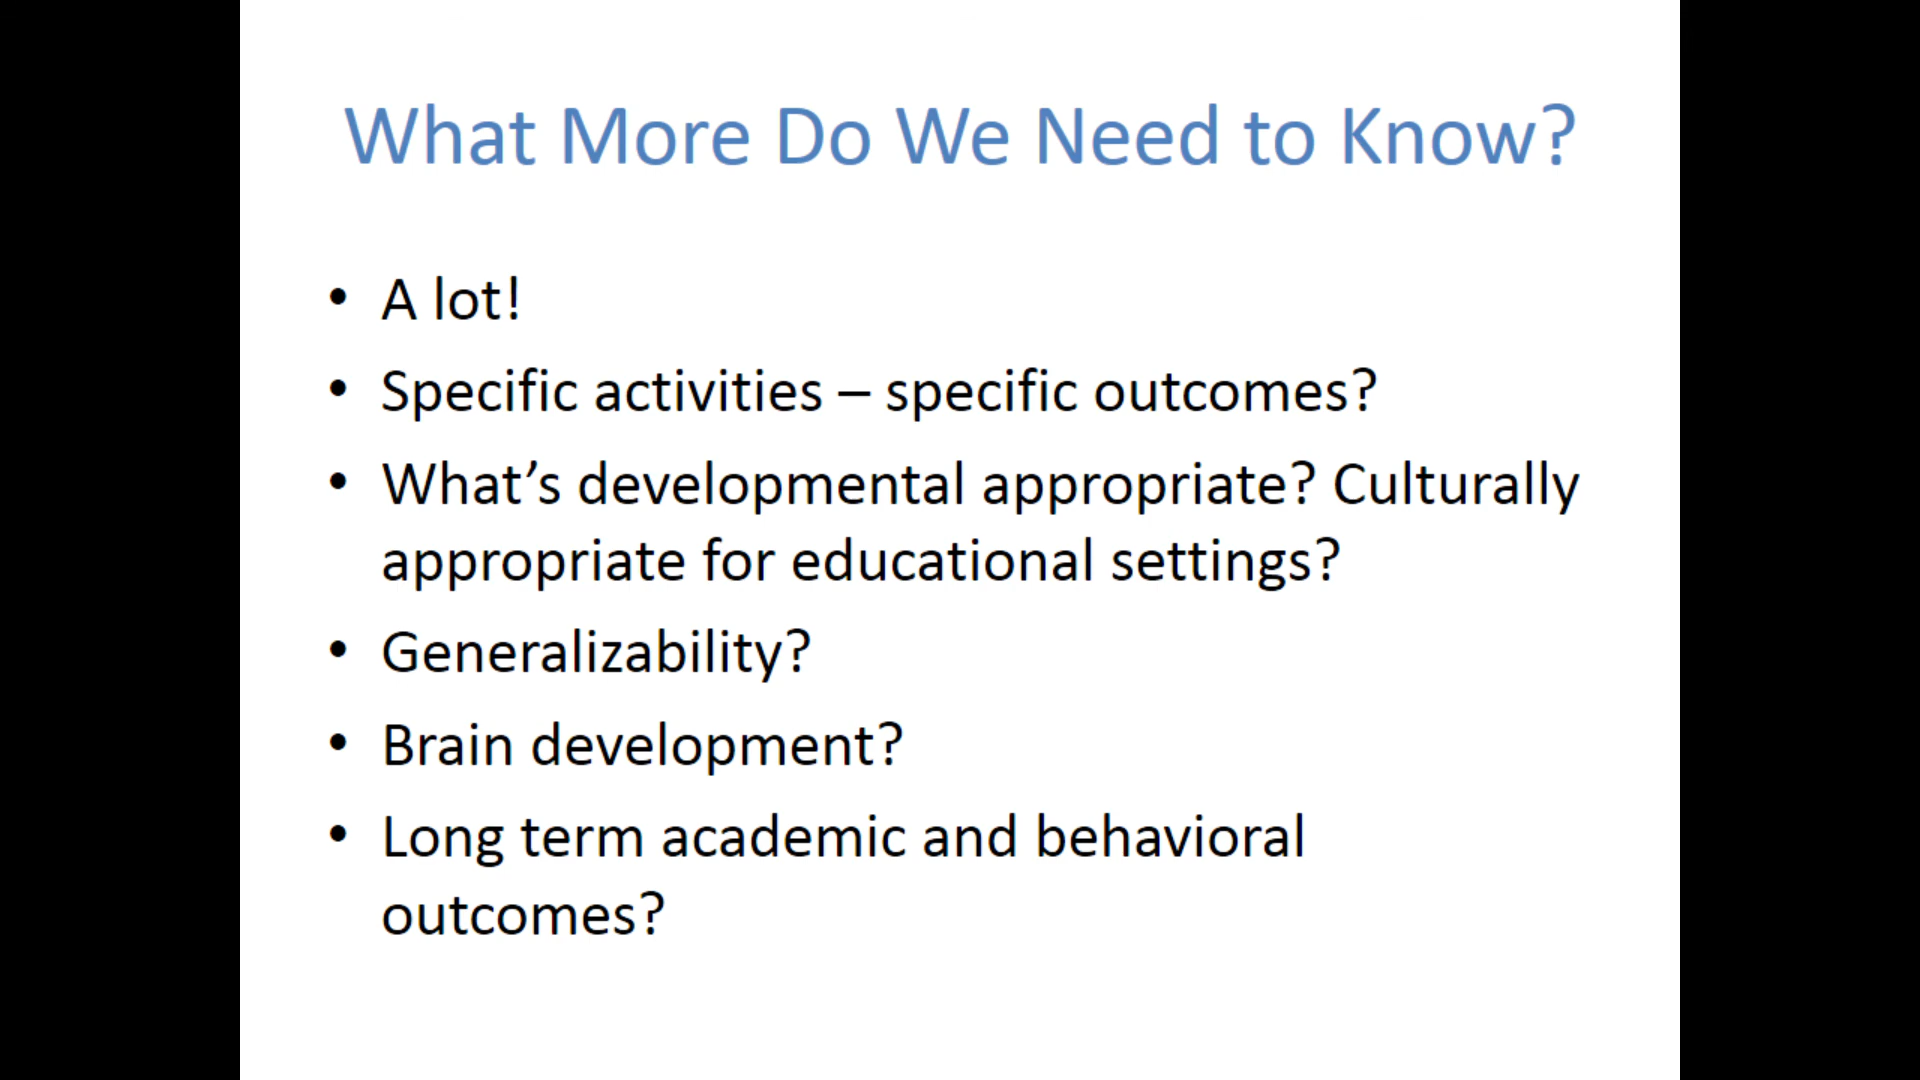 What More Do We Need to Know?
• A lot!
• Specific activities – specific outcomes?
• What’s developmental appropriate? Culturally
appropriate for educational settings?
• Generalizability?
• Brain development?
• Long term academic and behavioral
outcomes?